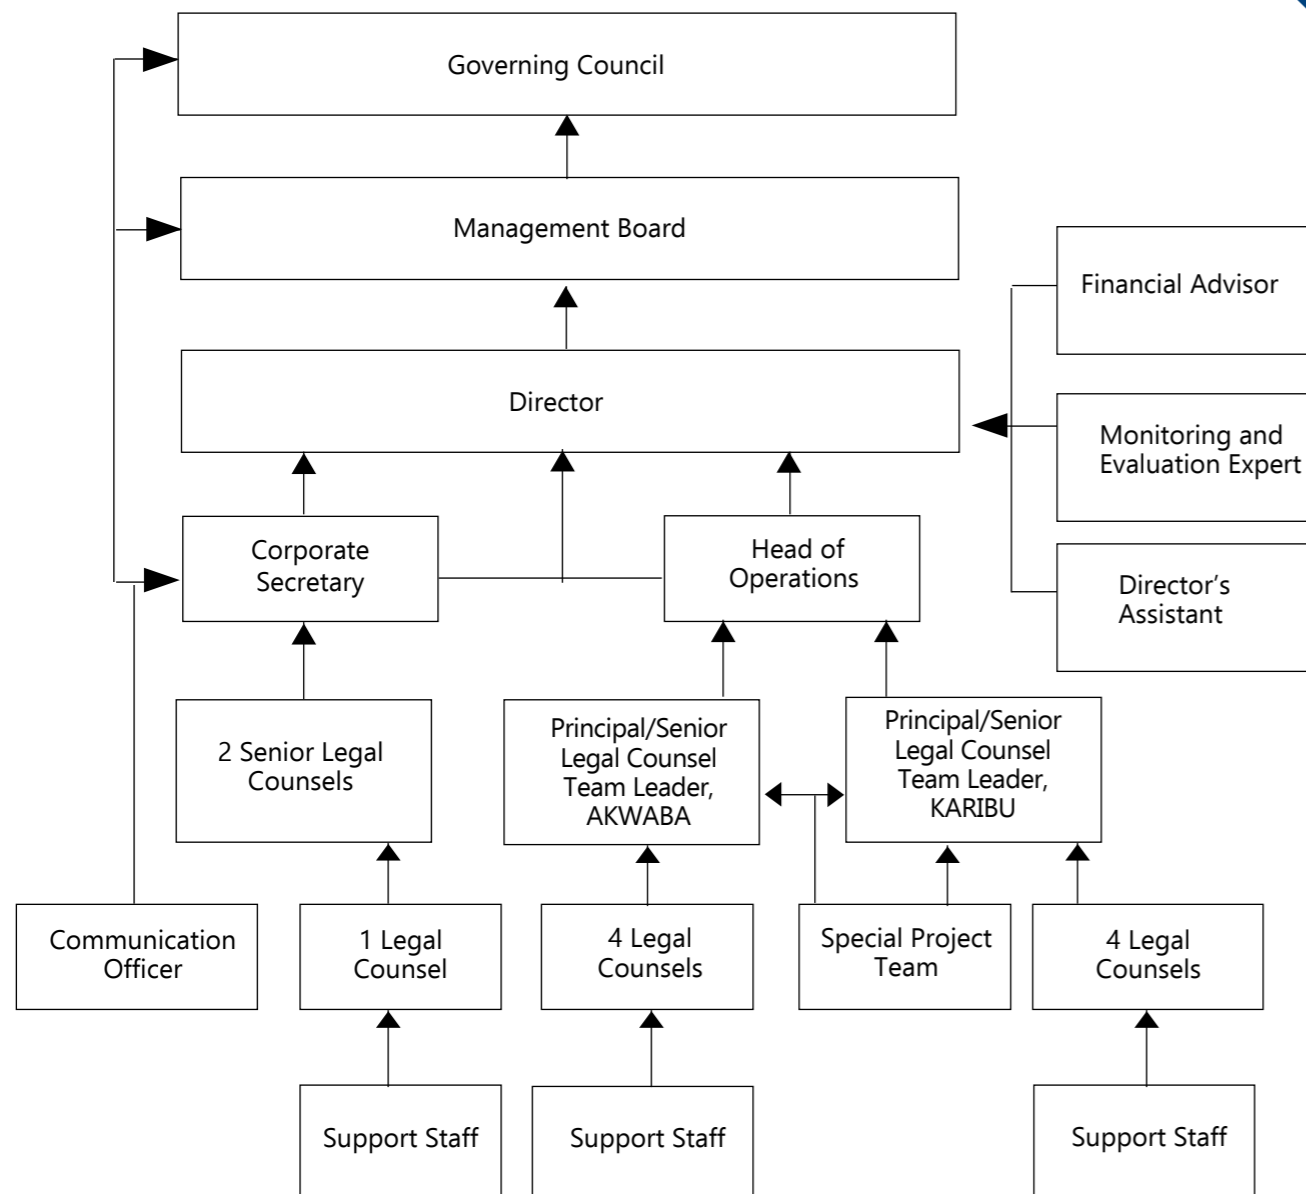 Governing Council
Management Board
Financial Advisor
Director
Monitoring and
Evaluation Expert
Corporate
Secretary
Head of
Operations
Director’s
Assistant
2 Senior Legal
Counsels
Principal/Senior
Legal Counsel
Team Leader,
AKWABA
Principal/Senior
Legal Counsel
Team Leader,
KARIBU
Communication
Officer
1 Legal
Counsel
4 Legal
Counsels
Special Project
Team
4 Legal
Counsels
Support Staff
Support Staff
Support Staff